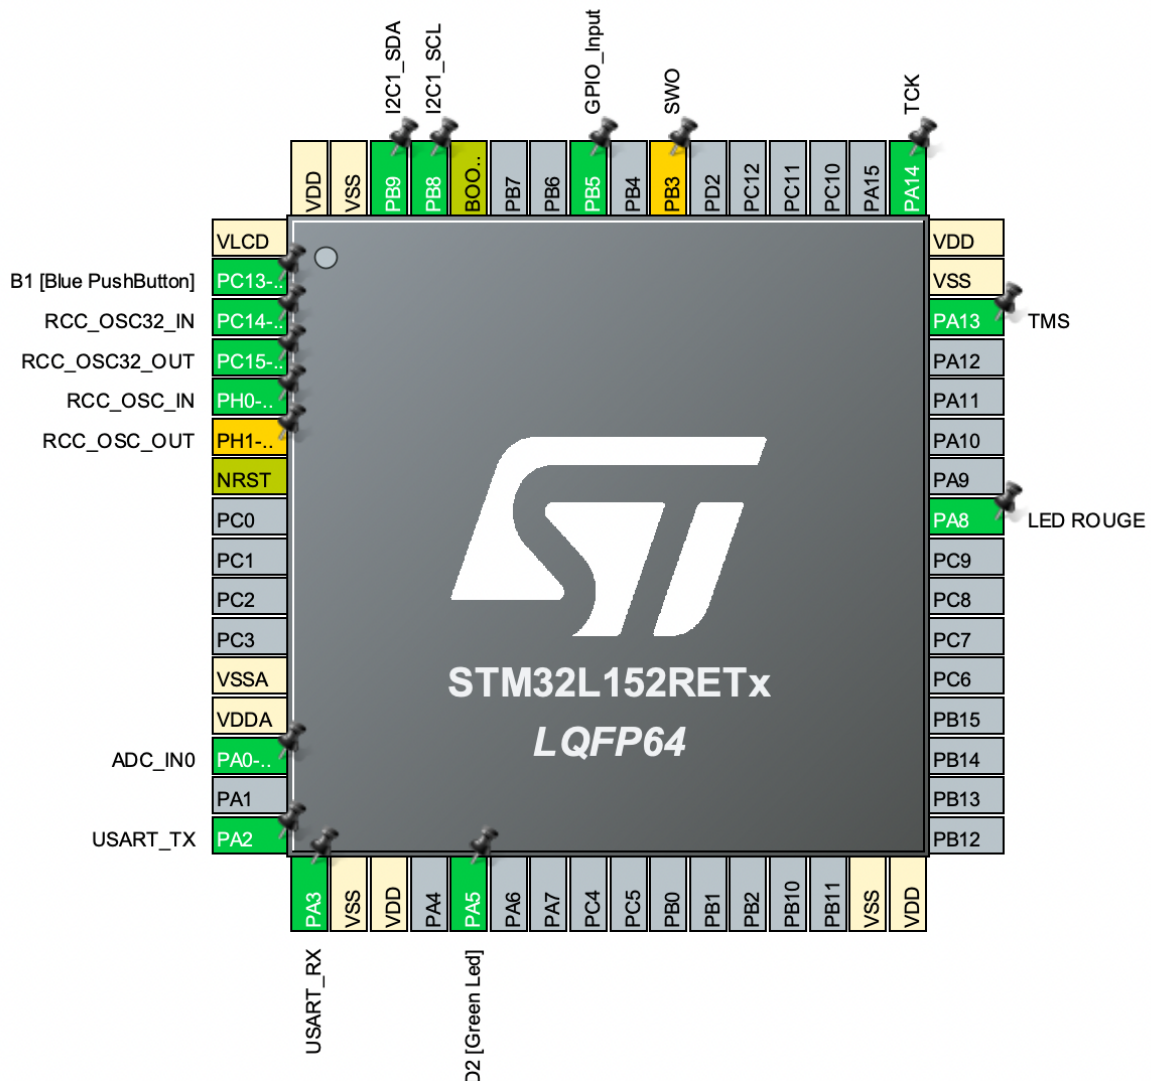 I2C1_SDA
I2C1_SCL
GPIO_Input
SWO
TCK
VDD
VSS
PB9
PB8
BOO..
PB7
PB6
PB5
PB4
PB3
PD2
PC12
PC11
PC10
PA15
PA14
VLCD
B1 [Blue PushButton] PC13-..
RCC_OSC32_IN PC14-..
RCC_OSC32_OUT PC15-..
RCC_OSC_IN PH0-..
RCC_OSC_OUT PH1-..
NRST
PC0
PC1
PC2
PC3
VSSA
VDDA
ADC_IN0 PA0-..
PA1
USART_TX PA2
ST
STM32L152RETx
LQFP64
VDD
VSS
PA13 TMS
PA12
PA11
PA10
PA9
PA8 LED ROUGE
PC9
PC8
PC7
PC6
PB15
PB14
PB13
PB12
PA3
VSS
VDD
PA4
PA5
PA6
PA7
PC4
PC5
PB0
PB1
PB2
PB10
PB11
VSS
VDD
USART_RX
D2 [Green Led]